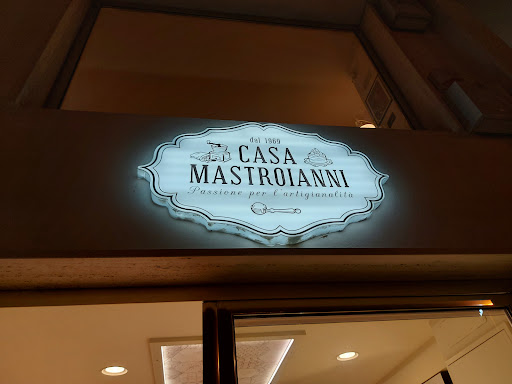 dal 1969
CASA
MASTROIANNI
Passione per l'artigianalità